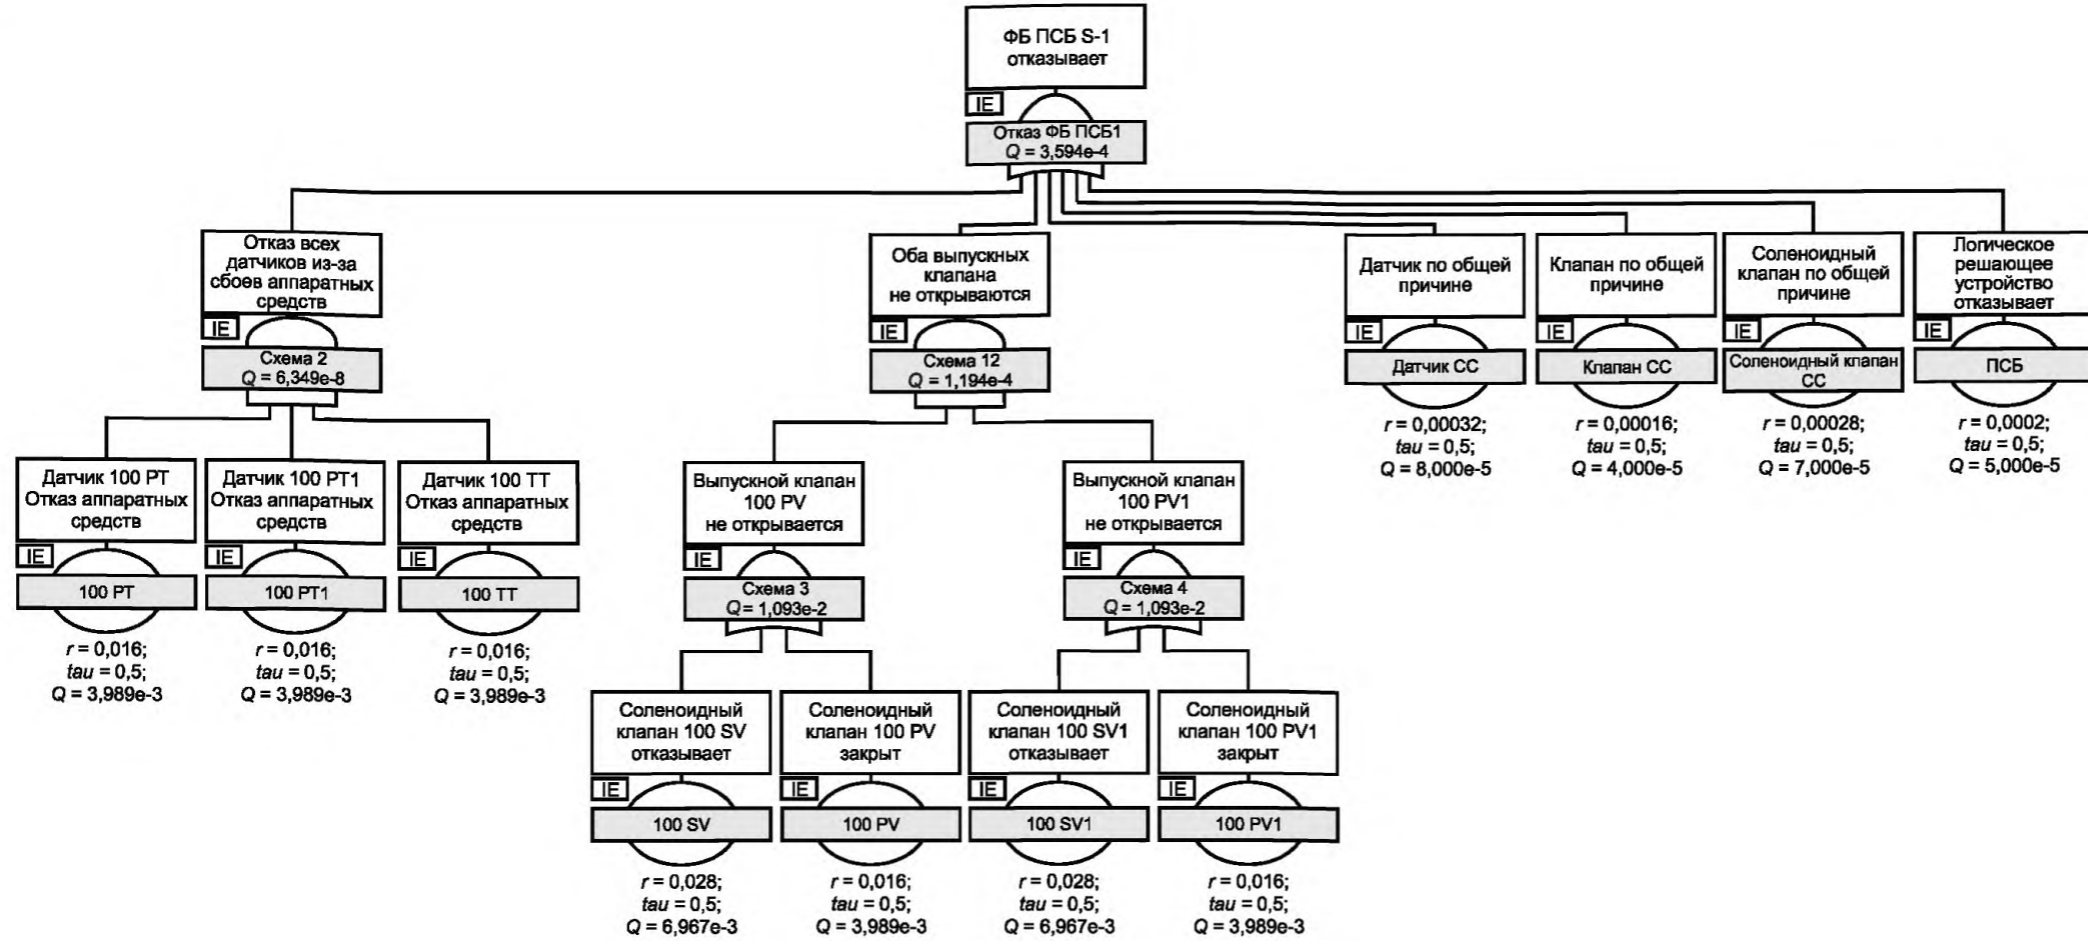 ФБ ПСБ S-1
отказывает
IE
Отказ ФБ ПСБ1
Q = 3,594e-4
Отказ всех
датчиков из-за
сбоев аппаратных
средств
IE
Схема 2
Q = 6,349e-8
Оба выпускных
клапана
не открываются
IE
Схема 12
Q = 1,194e-4
Датчик по общей
причине
IE
Датчик СС
r = 0,00032;
tau = 0,5;
Q = 8,000e-5
Клапан по общей
причине
IE
Клапан СС
r = 0,00016;
tau = 0,5;
Q = 4,000e-5
Соленоидный
клапан по общей
причине
IE
Соленоидный клапан
СС
r = 0,00028;
tau = 0,5;
Q = 7,000e-5
Логическое
решающее
устройство
отказывает
IE
ПСБ
r = 0,0002;
tau = 0,5;
Q = 5,000e-5
Датчик 100 PT
Отказ аппаратных
средств
IE
100 PT
r = 0,016;
tau = 0,5;
Q = 3,989e-3
Датчик 100 PT1
Отказ аппаратных
средств
IE
100 PT1
r = 0,016;
tau = 0,5;
Q = 3,989e-3
Датчик 100 TT
Отказ аппаратных
средств
IE
100 TT
r = 0,016;
tau = 0,5;
Q = 3,989e-3
Выпускной клапан
100 PV
не открывается
IE
Схема 3
Q = 1,093e-2
Выпускной клапан
100 PV1
не открывается
IE
Схема 4
Q = 1,093e-2
Соленоидный
клапан 100 SV
отказывает
IE
100 SV
r = 0,028;
tau = 0,5;
Q = 6,967e-3
Соленоидный
клапан 100 PV
закрыт
IE
100 PV
r = 0,016;
tau = 0,5;
Q = 3,989e-3
Соленоидный
клапан 100 SV1
отказывает
IE
100 SV1
r = 0,028;
tau = 0,5;
Q = 6,967e-3
Соленоидный
клапан 100 PV1
закрыт
IE
100 PV1
r = 0,016;
tau = 0,5;
Q = 3,989e-3